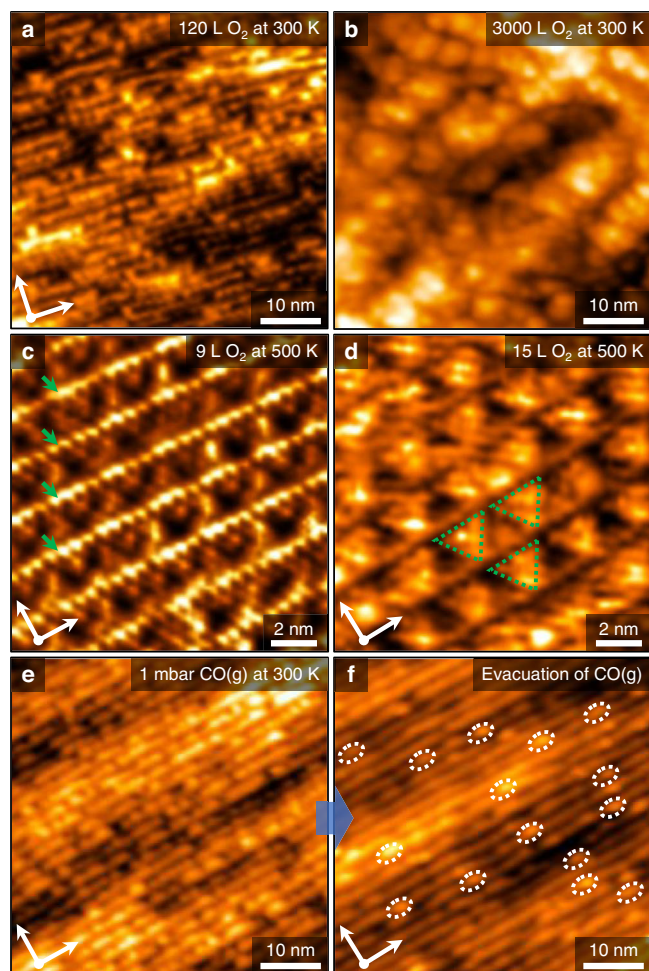 a 120 L O₂ at 300 K
10 nm
b 3000 L O₂ at 300 K
10 nm
c 9 L O₂ at 500 K
2 nm
d 15 L O₂ at 500 K
2 nm
e 1 mbar CO(g) at 300 K
10 nm
f Evacuation of CO(g)
10 nm